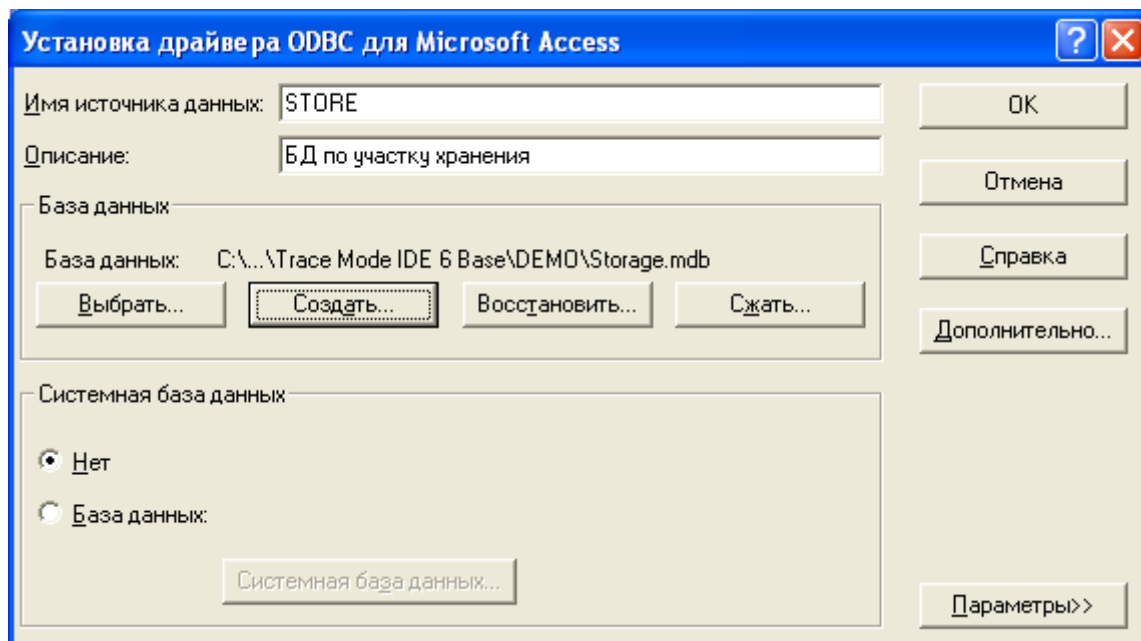 Установка драйвера ODBC для Microsoft Access
Имя источника данных: STORE
OK
Описание: БД по участку хранения
Отмена
База данных
База данных: C:\...\Trace Mode IDE 6 Base\DEMO\Storage.mdb
Справка
Выбрать... Создать... Восстановить... Сжать...
Дополнительно...
Системная база данных
Нет
База данных:
Системная база данных...
Параметры>>